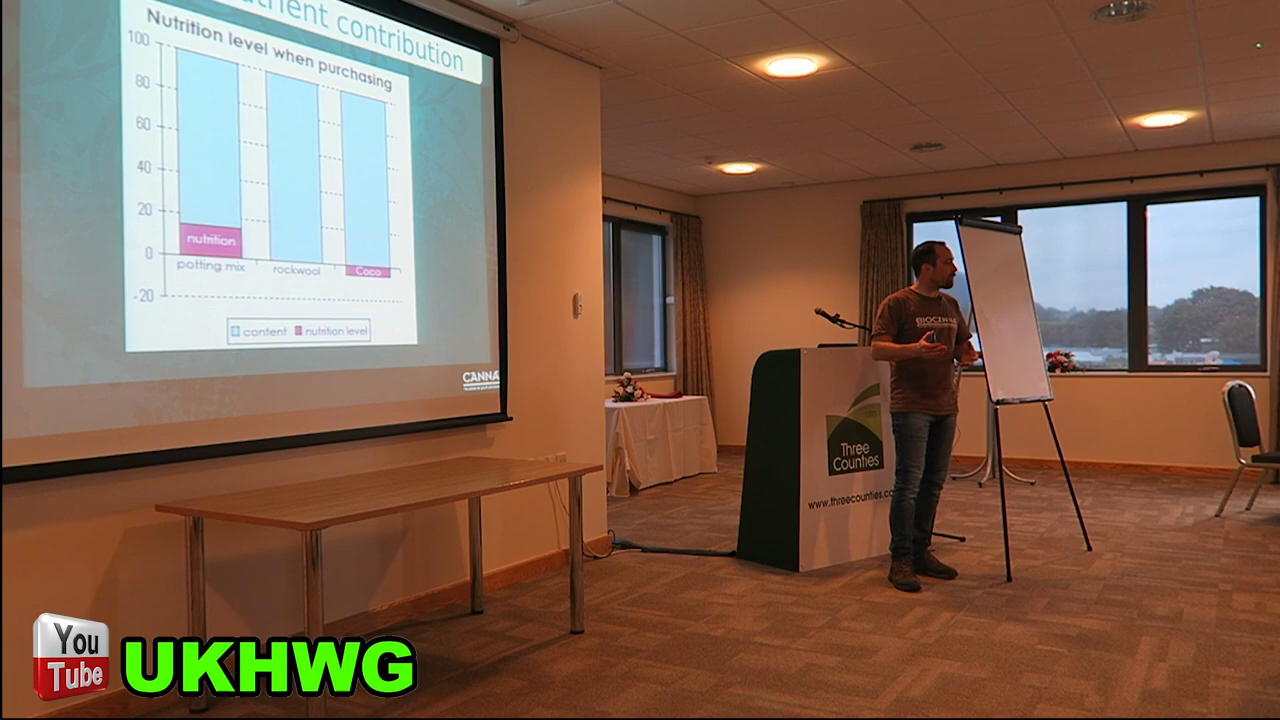 trient contribution
Nutrition level when purchasing
100
80
60
40
20
0
-20
nutrition
Coco
potting mix rockwool
content nutrition level
CANNA
Three
Counties
www.threecounties.co
You
Tube
UKHWG